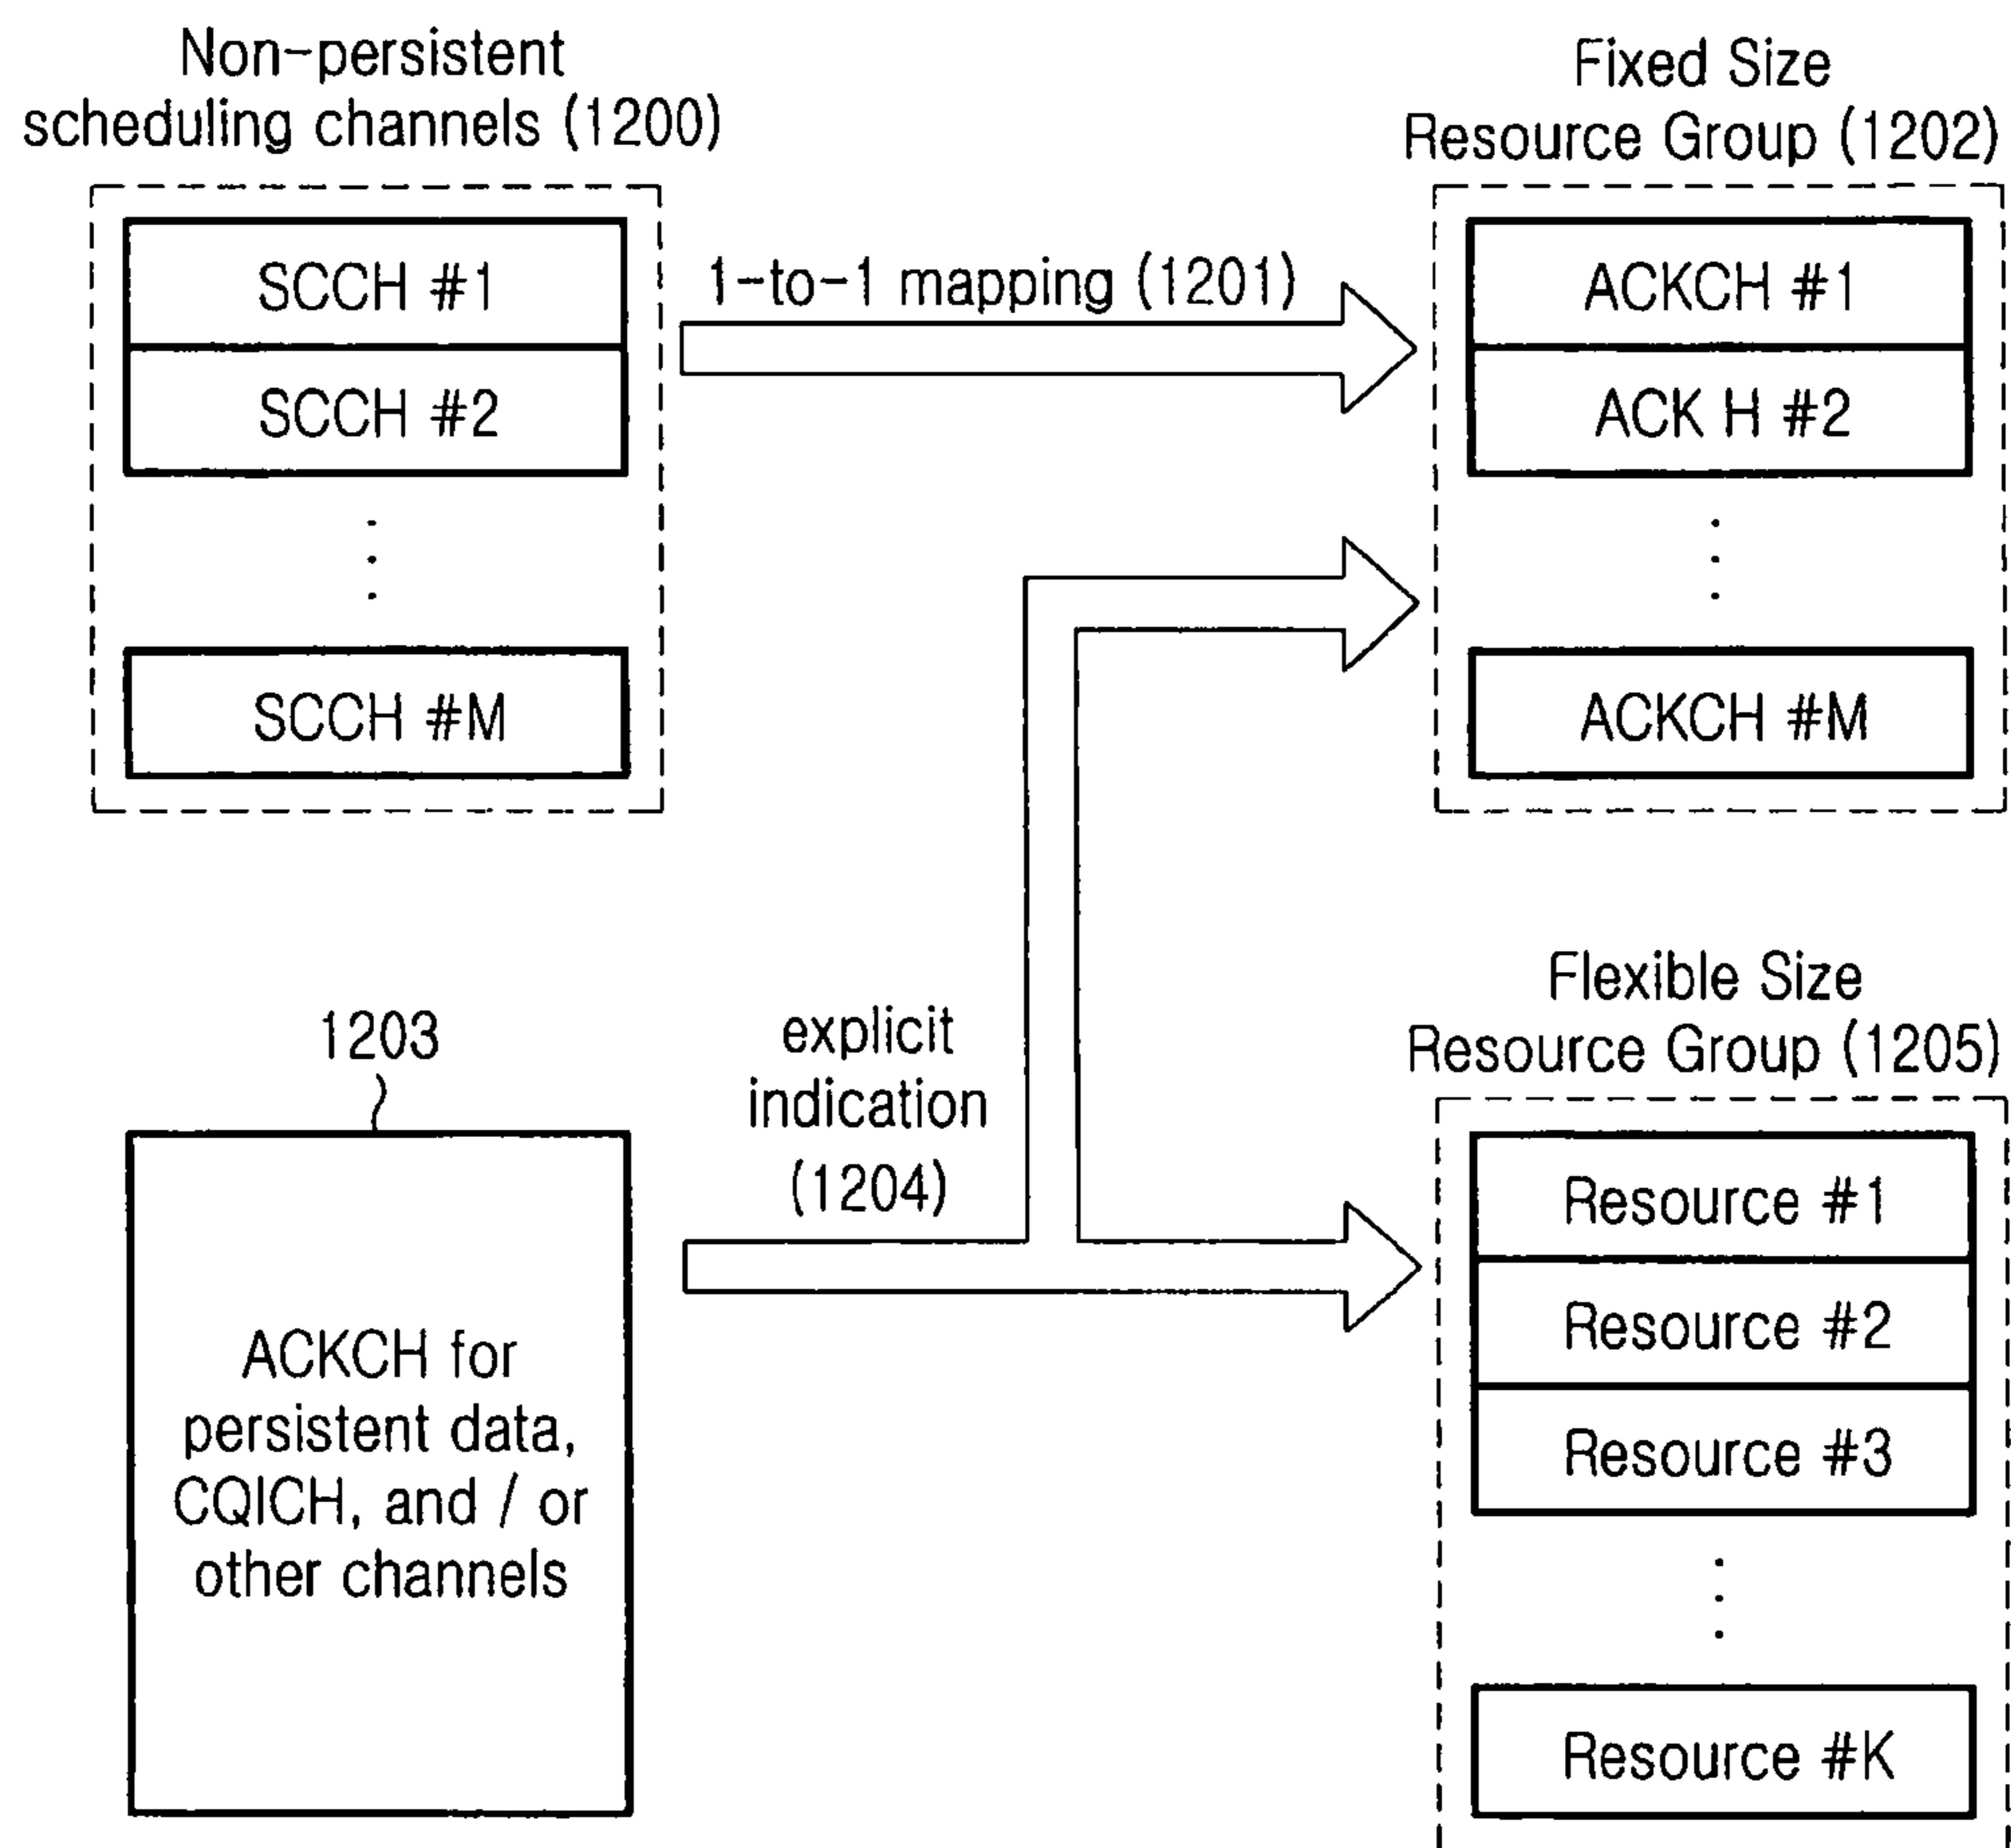 Non-persistent
scheduling channels (1200)
SCCH #1
SCCH #2
SCCH #M
1-to-1 mapping (1201)
Fixed Size
Resource Group (1202)
ACKCH #1
ACK H #2
ACKCH #M
1203
ACKCH for
persistent data,
CQICH, and / or
other channels
explicit
indication
(1204)
Flexible Size
Resource Group (1205)
Resource #1
Resource #2
Resource #3
Resource #K